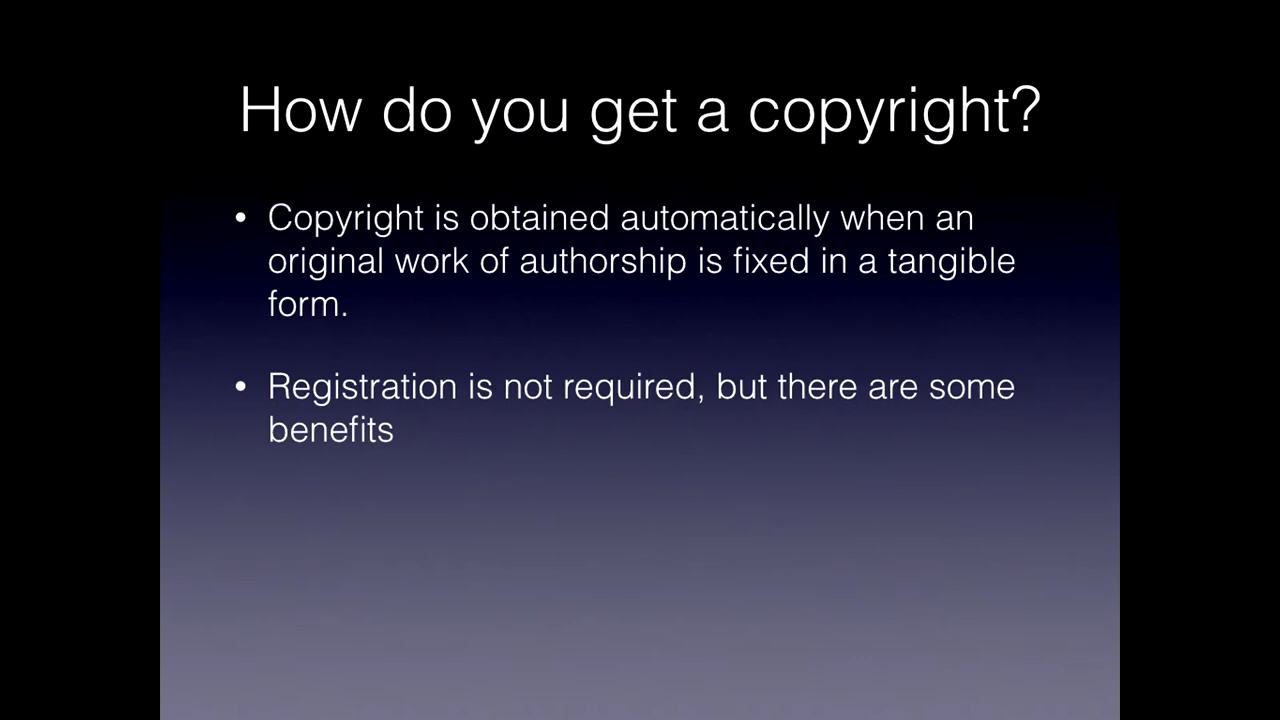 How do you get a copyright?
• Copyright is obtained automatically when an
original work of authorship is fixed in a tangible
form.
• Registration is not required, but there are some
benefits